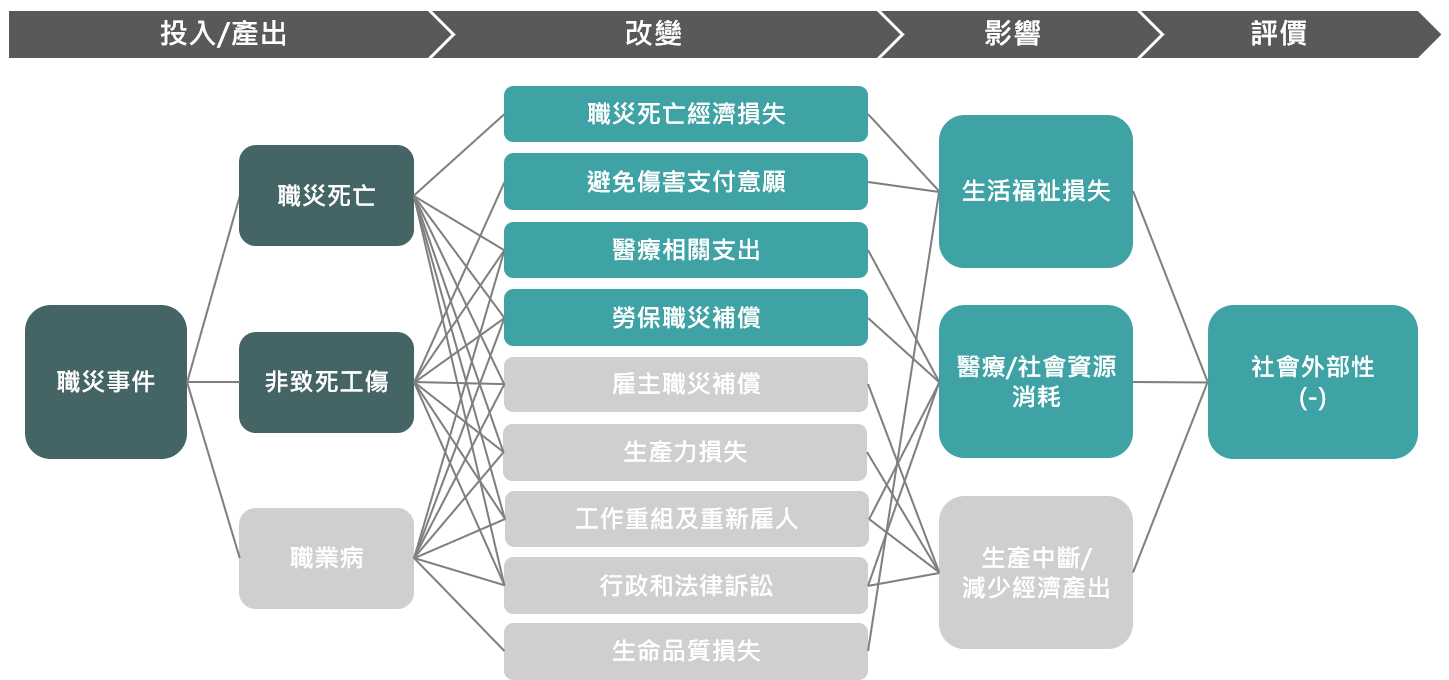 投入/產出
改變
影響
評價
職災事件
職災死亡
非致死工傷
職業病
職災死亡經濟損失
避免傷害支付意願
醫療相關支出
勞保職災補償
雇主職災補償
生產力損失
工作重組及重新雇人
行政和法律訴訟
生命品質損失
生活福祉損失
醫療/社會資源
消耗
生產中斷/
減少經濟產出
社會外部性
(-)